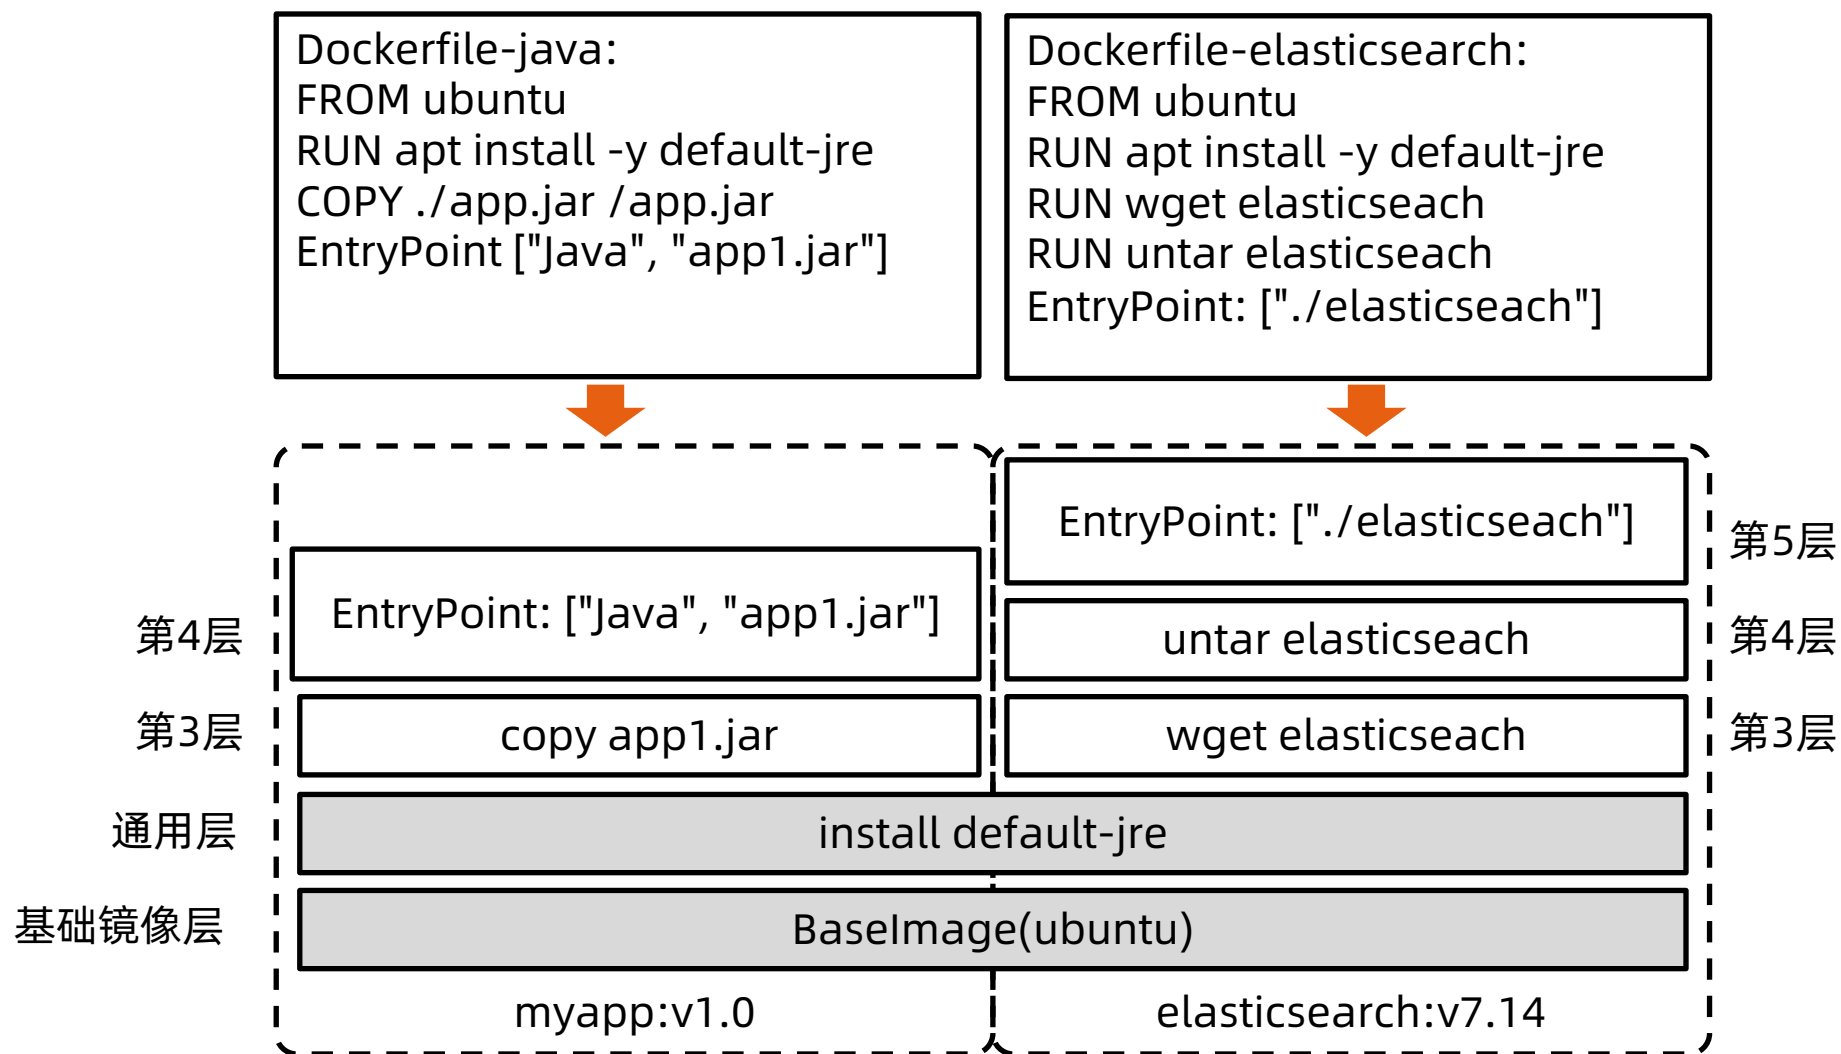 Dockerfile-java:
FROM ubuntu
RUN apt install -y default-jre
COPY ./app.jar /app.jar
EntryPoint ["Java", "app1.jar"]
Dockerfile-elasticsearch:
FROM ubuntu
RUN apt install -y default-jre
RUN wget elasticseach
RUN untar elasticseach
EntryPoint: ["./elasticseach"]
EntryPoint: ["./elasticseach"]
第5层
第4层
EntryPoint: ["Java", "app1.jar"]
untar elasticseach
第4层
第3层
copy app1.jar
wget elasticseach
第3层
通用层
install default-jre
基础镜像层
BaseImage(ubuntu)
myapp:v1.0
elasticsearch:v7.14